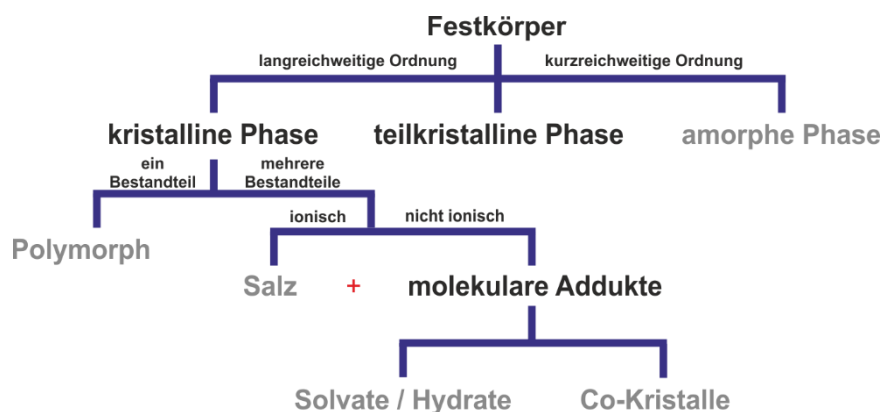 Festkörper
langreichweitige Ordnung
kurzreichweitige Ordnung
kristalline Phase
teilkristalline Phase
amorphe Phase
ein
Bestandteil
mehrere
Bestandteile
ionisch
nicht ionisch
Polymorph
Salz
+
molekulare Addukte
Solvate / Hydrate
Co-Kristalle